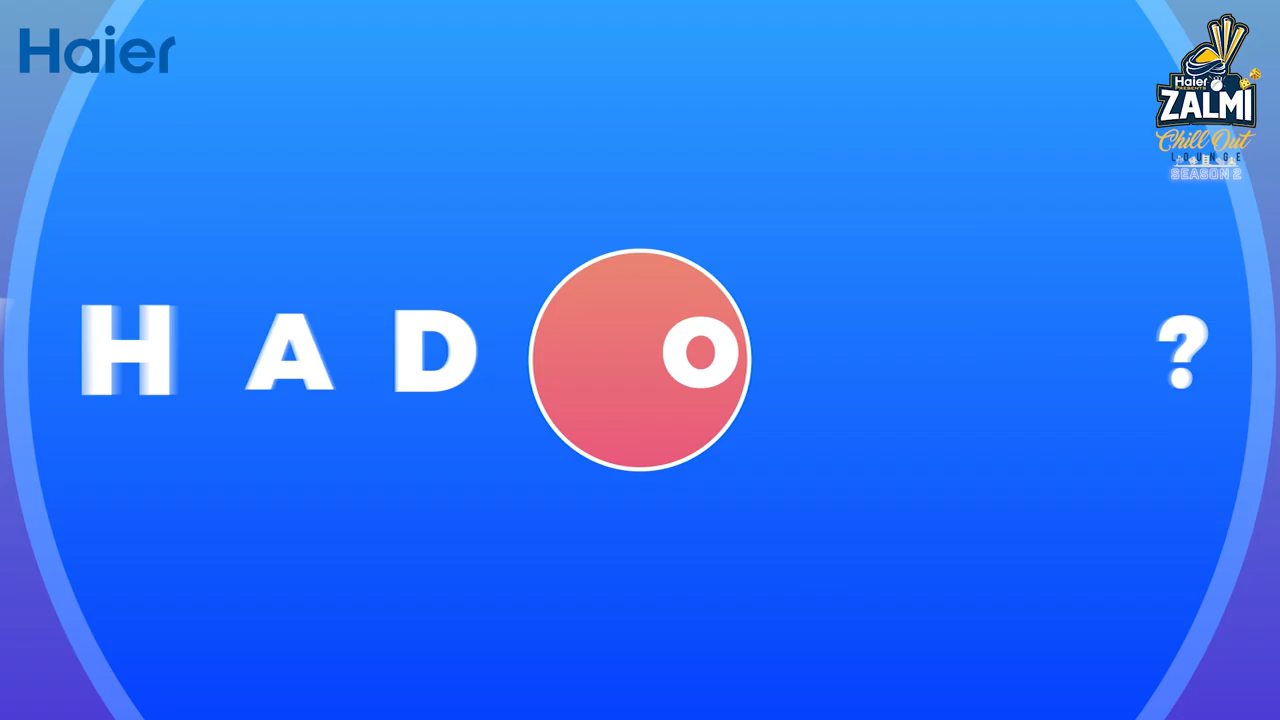 Haier
Haier
PRESENTS
ZALMI
Chill Out
LOUNGE
SEASON 2
H A D O ?